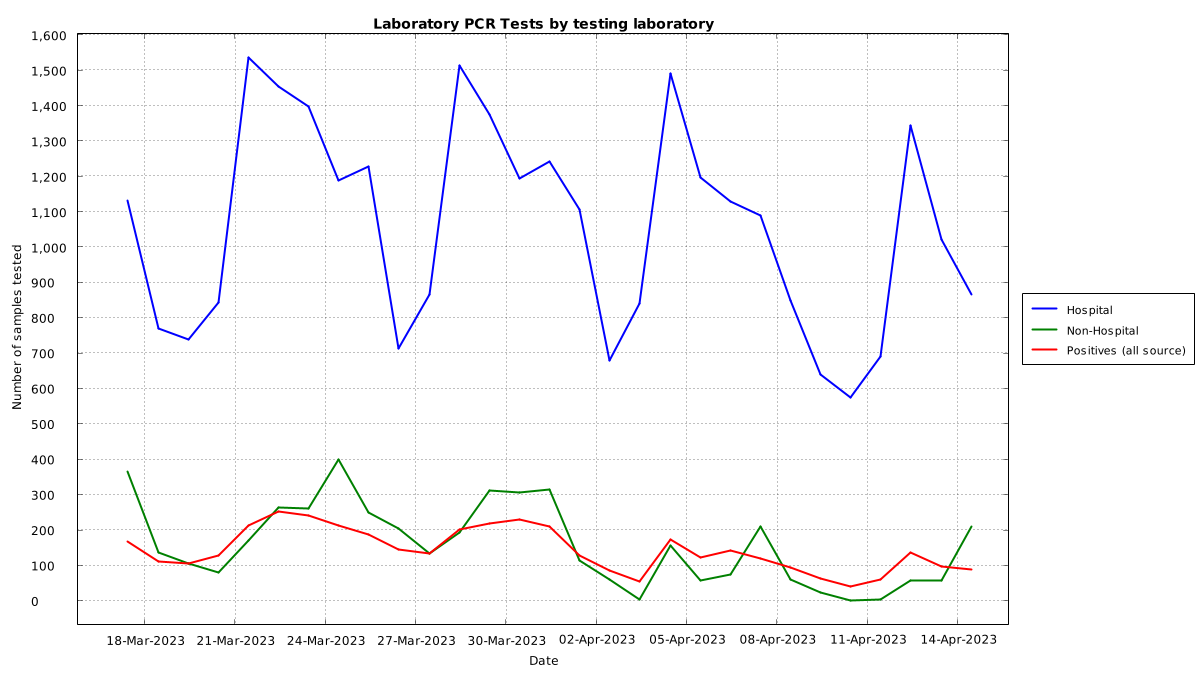 Laboratory PCR Tests by testing laboratory
1,600
1,500
1,400
1,300
1,200
1,100
1,000
900
800
700
600
500
400
300
200
100
0
Number of samples tested
18-Mar-2023 21-Mar-2023 24-Mar-2023 27-Mar-2023 30-Mar-2023 02-Apr-2023 05-Apr-2023 08-Apr-2023 11-Apr-2023 14-Apr-2023
Date
Hospital
Non-Hospital
Positives (all source)